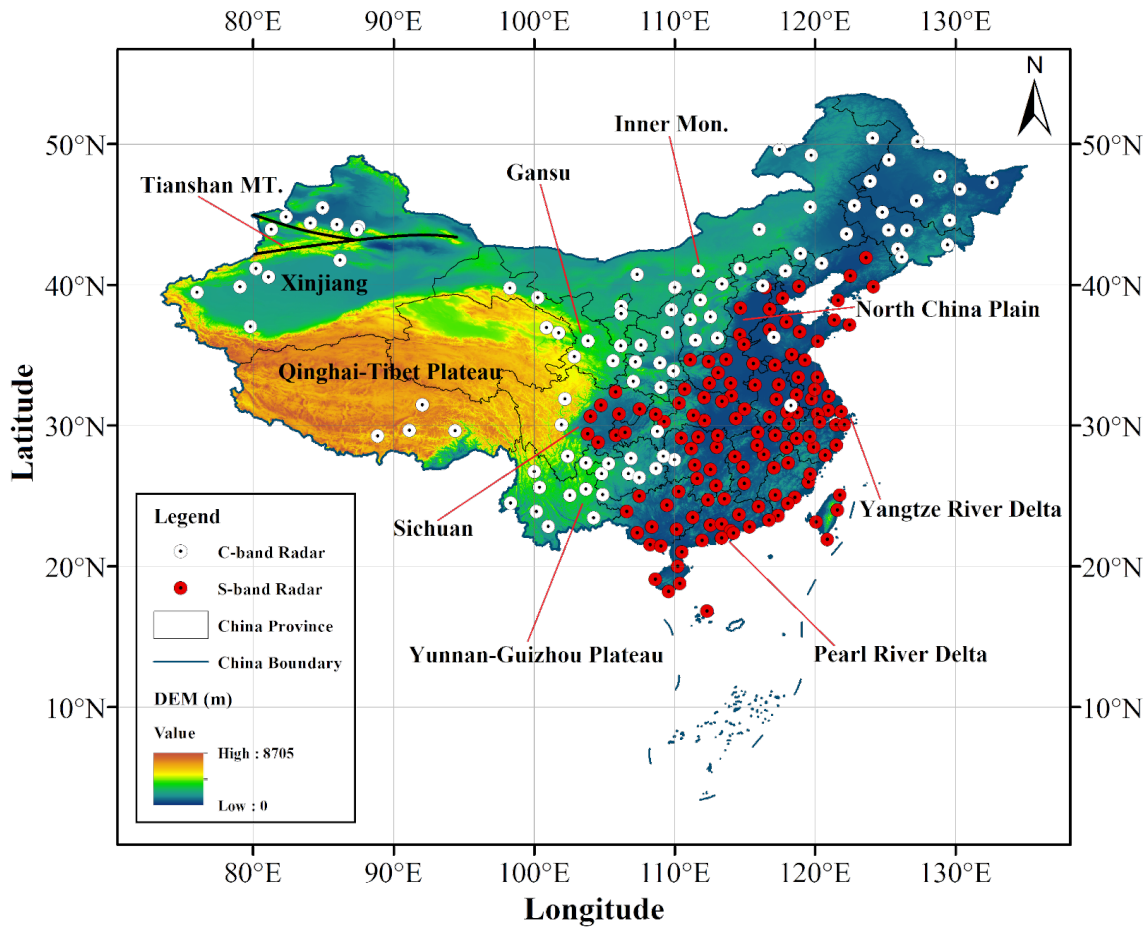 80°E 90°E 100°E 110°E 120°E 130°E
N
Inner Mon.
50°N 50°N
Gansu
Tianshan MT.
40°N 40°N
Xinjiang
North China Plain
Qinghai-Tibet Plateau
30°N 30°N
Latitude
Legend
Sichuan
Yangtze River Delta
C-band Radar
20°N 20°N
S-band Radar
China Province
Yunnan-Guizhou Plateau
Pearl River Delta
China Boundary
DEM (m)
10°N 10°N
Value
High : 8705
Low : 0
80°E 90°E 100°E 110°E 120°E 130°E
Longitude